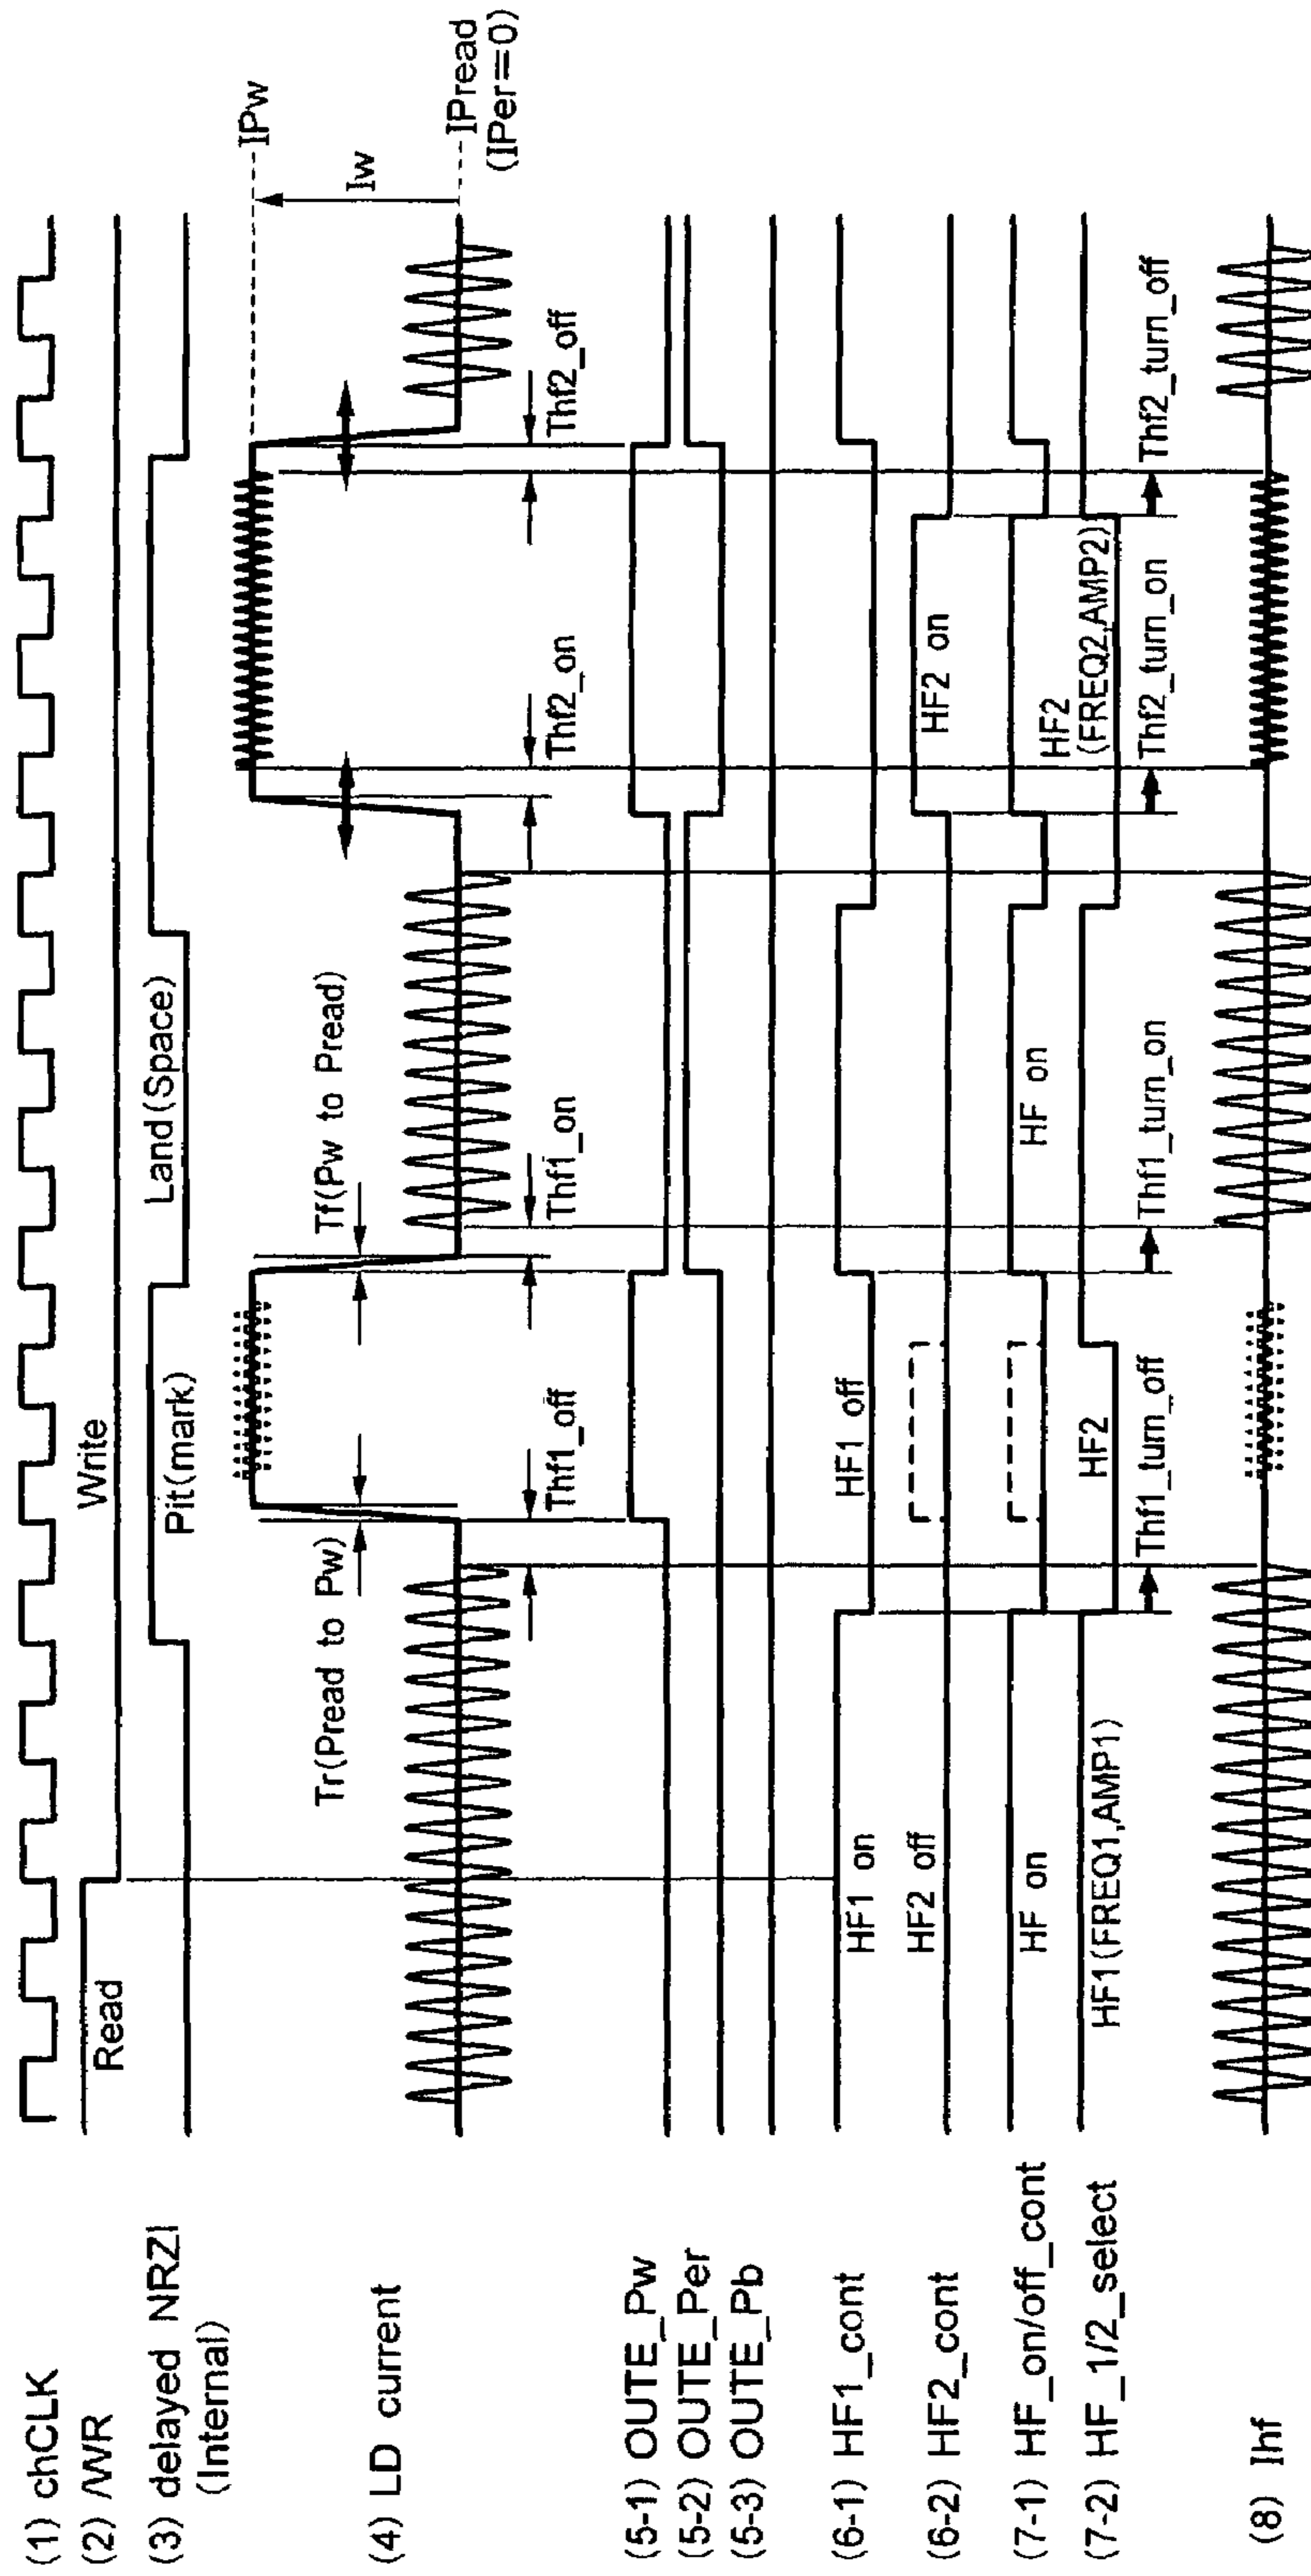 (1) chCLK
(2) /WR
Read
Write
(3) delayed NRZI
(Internal)
Pit(mark)
Land(Space)
(4) LD current
Tr(Pread to Pw)
Tf(Pw to Pread)
Thf1_off
Thf1_on
Thf2_on
Thf2_off
IPw
Iw
IPread
(IPer=0)
(5-1) OUTE_Pw
(5-2) OUTE_Per
(5-3) OUTE_Pb
(6-1) HF1_cont
HF1 on
HF1 off
(6-2) HF2_cont
HF2 off
HF2 on
(7-1) HF_on/off_cont
HF on
HF on
(7-2) HF_1/2_select
HF1(FREQ1,AMP1)
HF2
HF2
(FREQ2,AMP2)
Thf1_turn_off
Thf1_turn_on
Thf2_turn_on
Thf2_turn_off
(8) Ihf